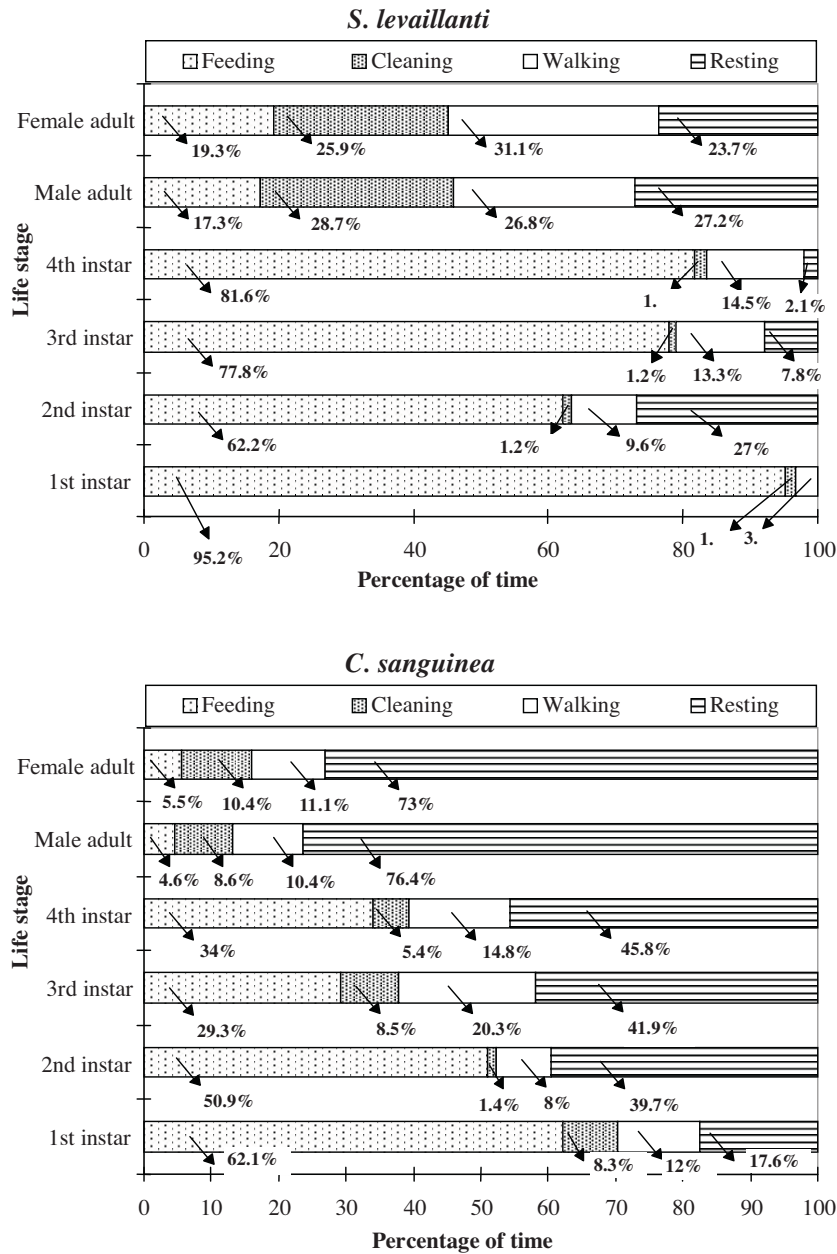 S. levaillanti
Feeding Cleaning Walking Resting
Female adult
19.3% 25.9% 31.1% 23.7%
Male adult
17.3% 28.7% 26.8% 27.2%
4th instar
81.6% 1. 14.5% 2.1%
3rd instar
77.8% 1.2% 13.3% 7.8%
2nd instar
62.2% 1.2% 9.6% 27%
1st instar
95.2% 1. 3.
Life stage
0 20 40 60 80 100
Percentage of time
C. sanguinea
Feeding Cleaning Walking Resting
Female adult
5.5% 10.4% 11.1% 73%
Male adult
4.6% 8.6% 10.4% 76.4%
4th instar
34% 5.4% 14.8% 45.8%
3rd instar
29.3% 8.5% 20.3% 41.9%
2nd instar
50.9% 1.4% 8% 39.7%
1st instar
62.1% 8.3% 12% 17.6%
Life stage
0 10 20 30 40 50 60 70 80 90 100
Percentage of time